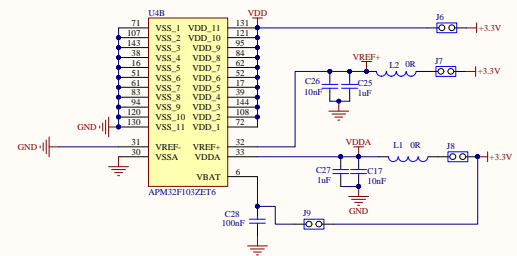 U4B
VDD
71 VSS_1 VDD_11 131
107 VSS_2 VDD_10 121
143 VSS_3 VDD_9 95
38 VSS_4 VDD_8 84
16 VSS_5 VDD_7 62
51 VSS_6 VDD_6 52
61 VSS_7 VDD_5 17
83 VSS_8 VDD_4 39
94 VSS_9 VDD_3 144
120 VSS_10 VDD_2 108
130 VSS_11 VDD_1 72
GND
31 VREF- VREF+ 32
30 VSSA VDDA 33
GND
VBAT 6
APM32F103ZET6
J6
+3.3V
VREF+
L2 0R
J7
+3.3V
C26
10nF
C25
1uF
VDDA
L1 0R
J8
+3.3V
C27
1uF
C17
10nF
GND
C28
100nF
J9